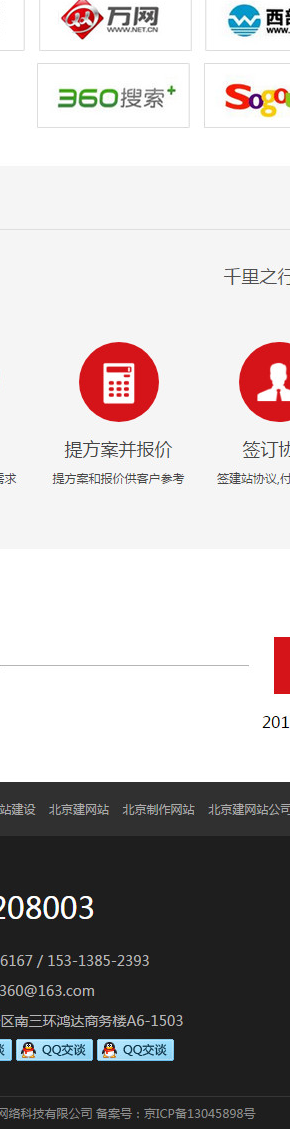 万网
WWW.NET.CN
西部
www.
360搜索+
Sogo
千里之行
提方案并报价
签订协
需求
提方案和报价供客户参考
签建站协议,付
201
站建设 北京建网站 北京制作网站 北京建网站公司
208003
6167 / 153-1385-2393
360@163.com
区南三环鸿达商务楼A6-1503
谈 QQ交谈 QQ交谈
网络科技有限公司 备案号：京ICP备13045898号